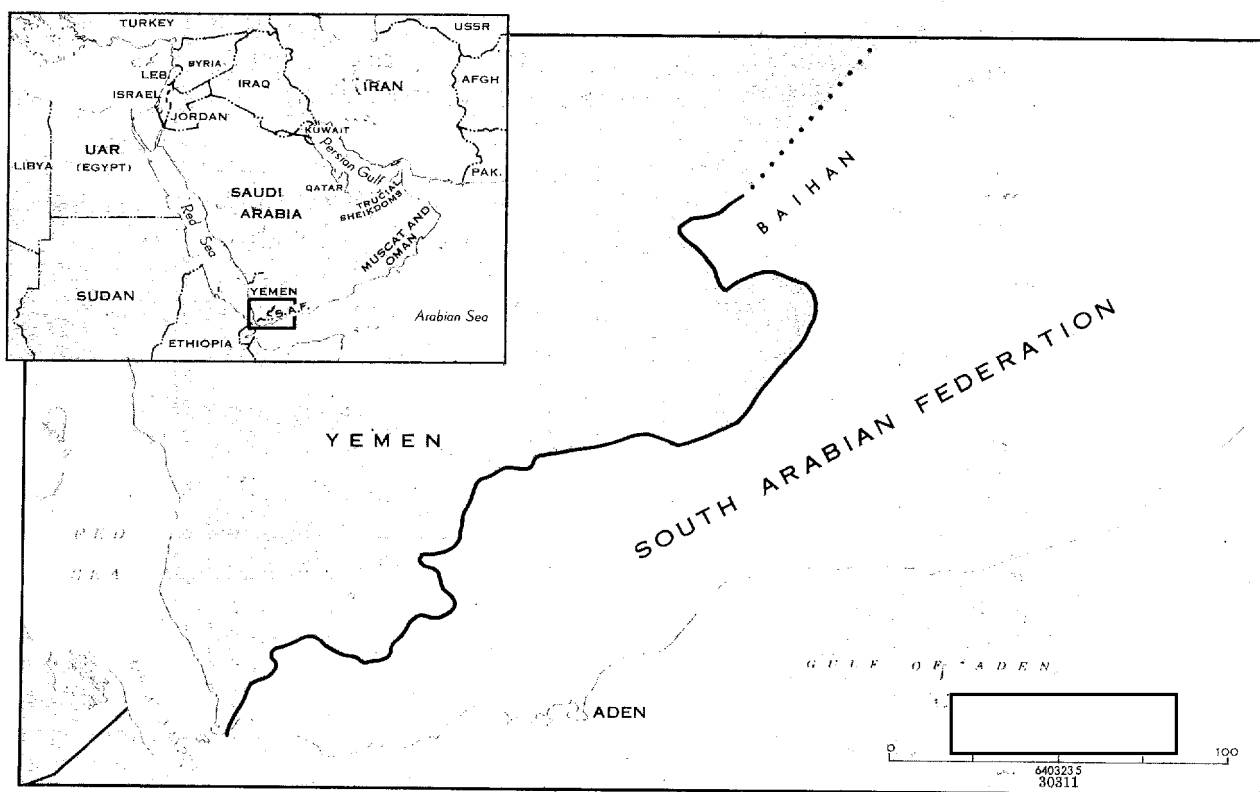 TURKEY
USSR
LEB.
SYRIA
IRAQ
IRAN
AFGH
ISRAEL
JORDAN
KUWAIT
UAR
(EGYPT)
LIBYA
Persian Gulf
PAK.
QATAR
TRUCIAL
SHEIKDOMS
SAUDI
ARABIA
Red Sea
MUSCAT AND
OMAN
SUDAN
YEMEN
S.A.F.
Arabian Sea
ETHIOPIA
BAIHAN
YEMEN
SOUTH ARABIAN FEDERATION
RED
SEA
GULF OF ADEN
ADEN
0 100
6403235
30311